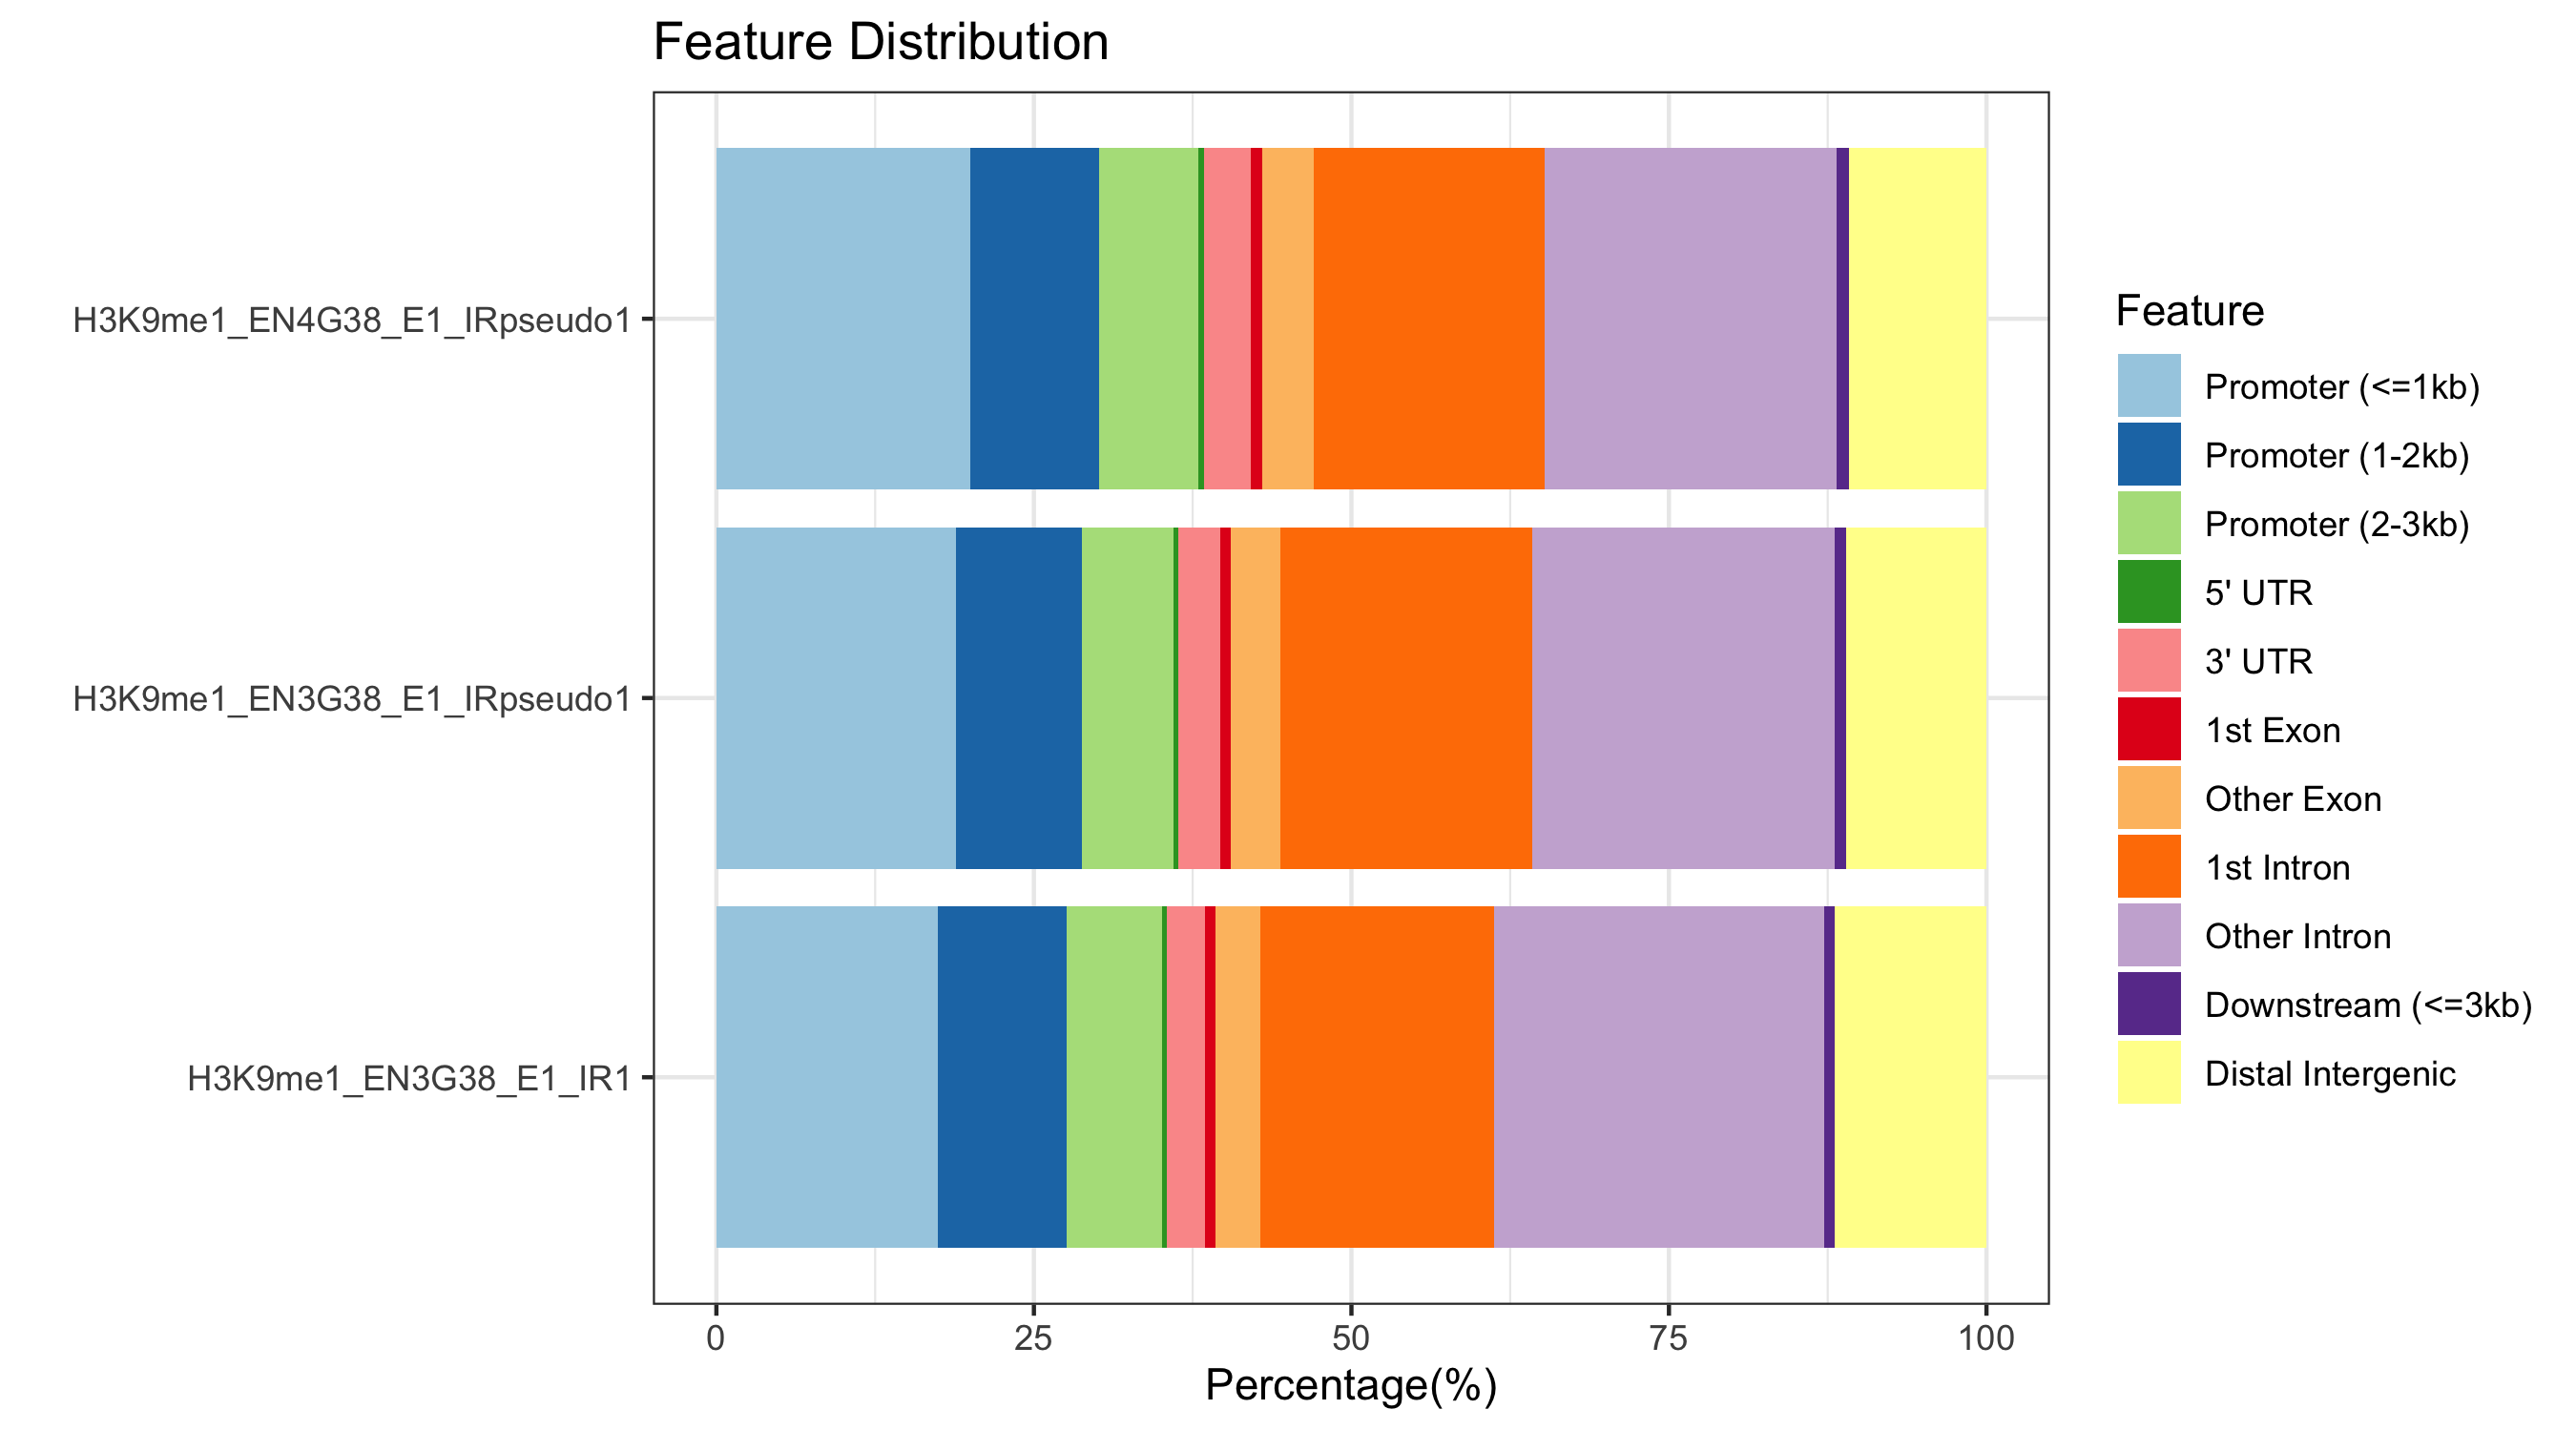 Feature Distribution
H3K9me1_EN4G38_E1_IRpseudo1
H3K9me1_EN3G38_E1_IRpseudo1
H3K9me1_EN3G38_E1_IR1
0 25 50 75 100
Percentage(%)
Feature
Promoter (<=1kb)
Promoter (1-2kb)
Promoter (2-3kb)
5' UTR
3' UTR
1st Exon
Other Exon
1st Intron
Other Intron
Downstream (<=3kb)
Distal Intergenic